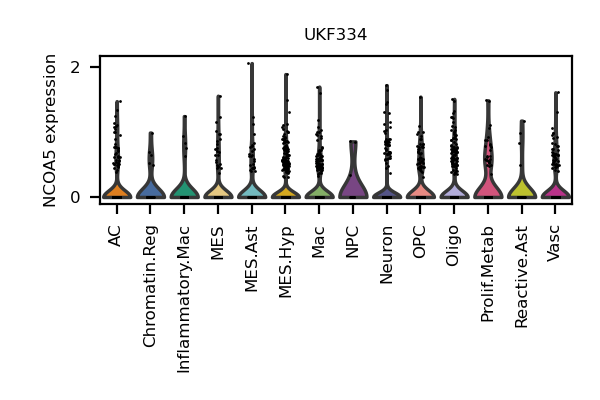 UKF334
NCOA5 expression
2
0
AC
Chromatin.Reg
Inflammatory.Mac
MES
MES.Ast
MES.Hyp
Mac
NPC
Neuron
OPC
Oligo
Prolif.Metab
Reactive.Ast
Vasc